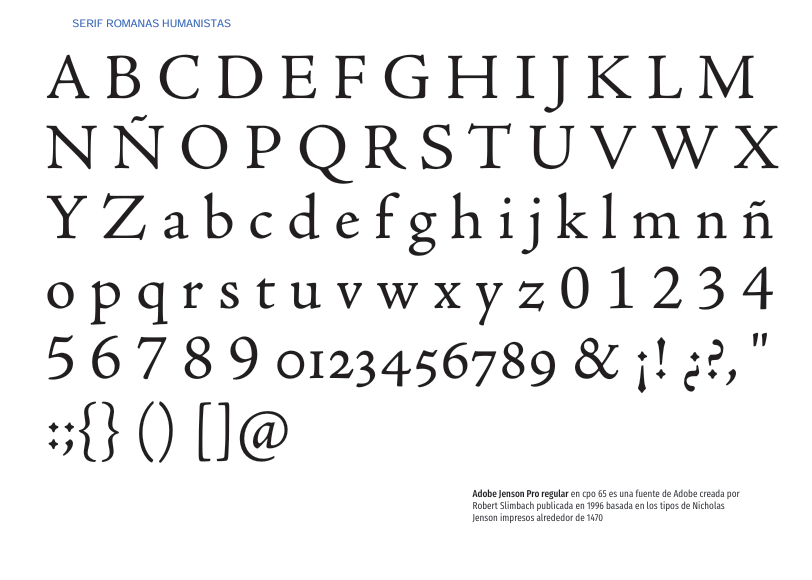 SERIF ROMANAS HUMANISTAS
A B C D E F G H I J K L M
N Ñ O P Q R S T U V W X
Y Z a b c d e f g h i j k l m n ñ
o p q r s t u v w x y z 0 1 2 3 4
5 6 7 8 9 0123456789 & ¡! ¿?, "
:;{} () []@
Adobe Jenson Pro regular en cpo 65 es una fuente de Adobe creada por
Robert Slimbach publicada en 1996 basada en los tipos de Nicholas
Jenson impresos alrededor de 1470